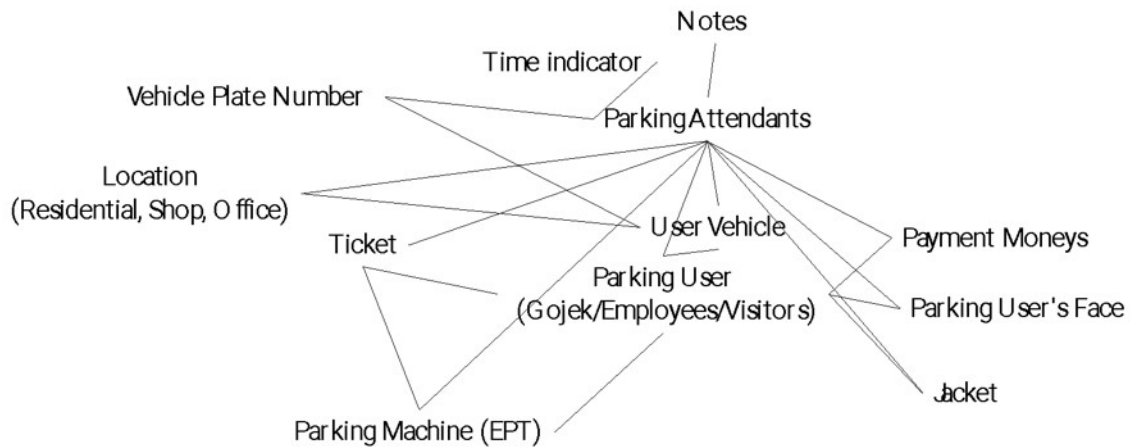 Notes
Time indicator
Vehicle Plate Number
Parking Attendants
Location
(Residential, Shop, Office)
User Vehicle
Payment Moneys
Ticket
Parking User
(Gojek/Employees/Visitors)
Parking User's Face
Jacket
Parking Machine (EPT)